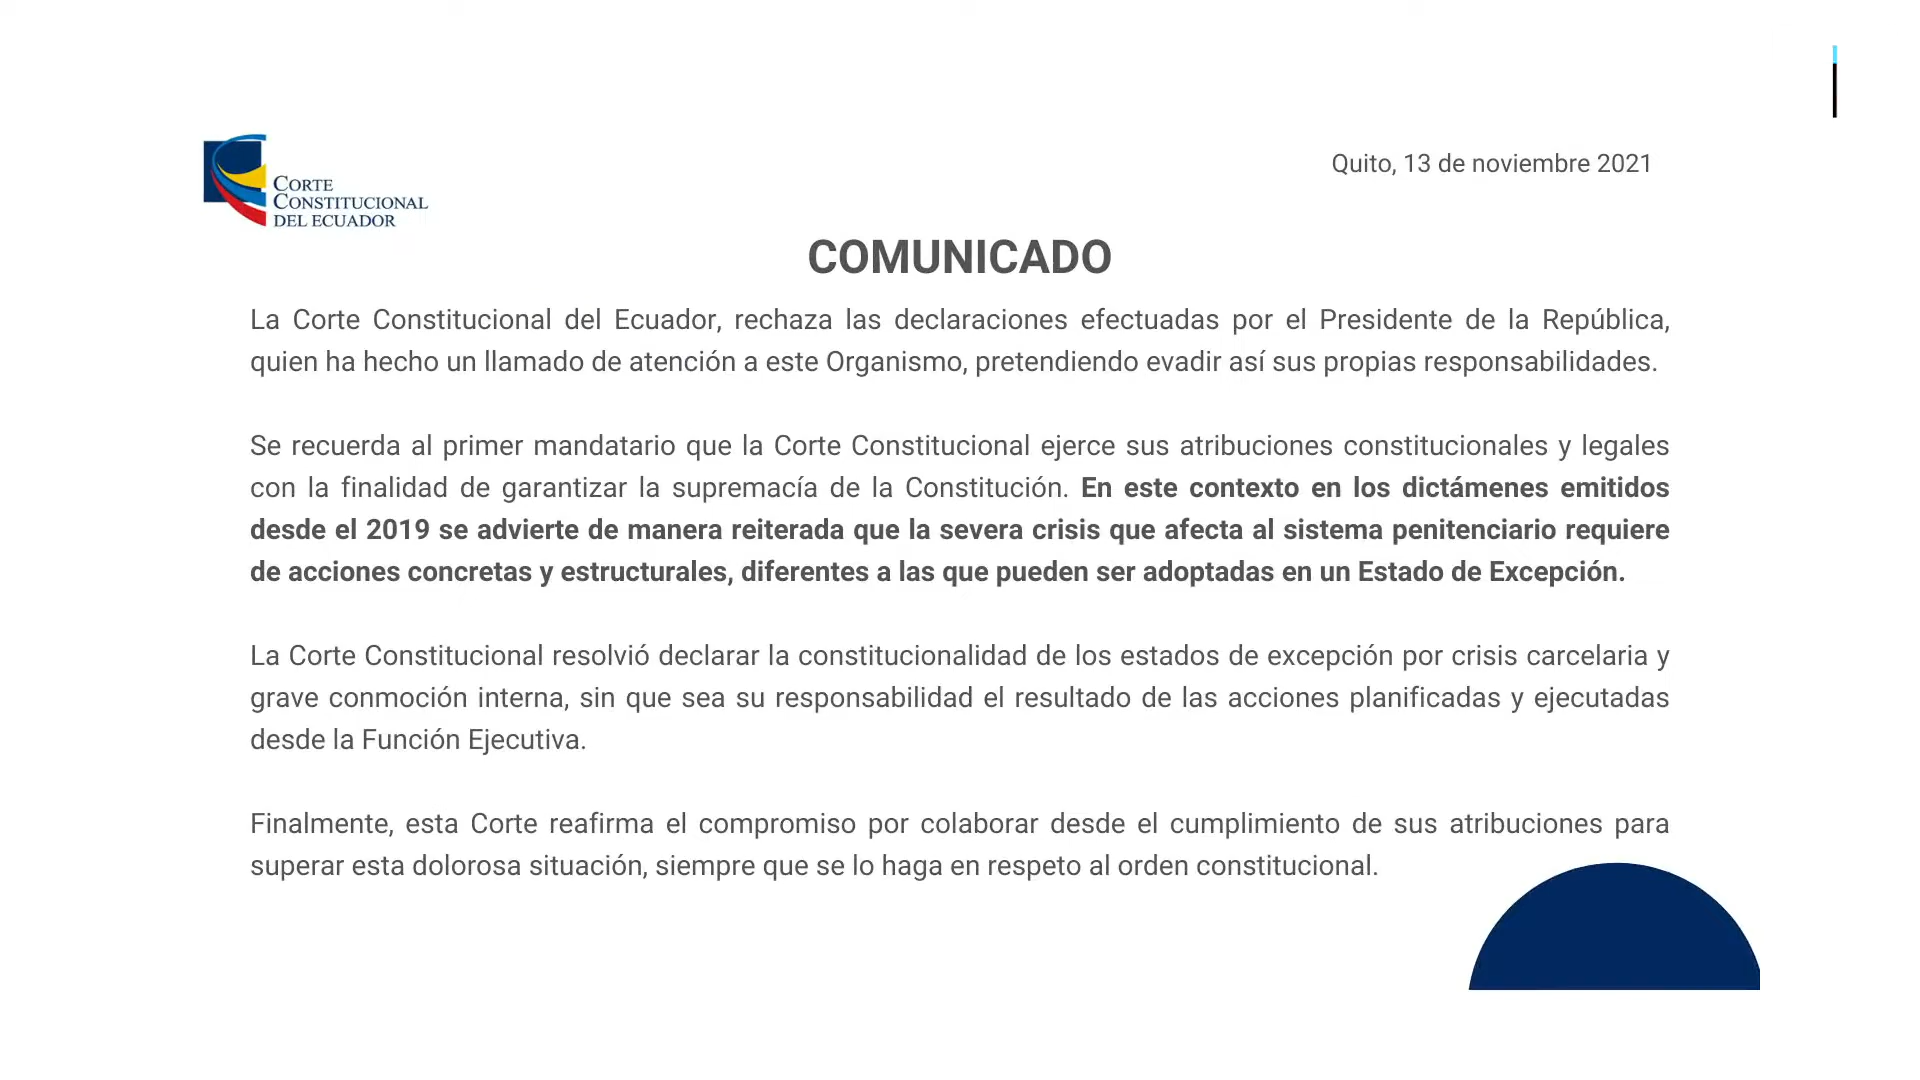 CORTE
CONSTITUCIONAL
DEL ECUADOR
Quito, 13 de noviembre 2021
COMUNICADO
La Corte Constitucional del Ecuador, rechaza las declaraciones efectuadas por el Presidente de la República,
quien ha hecho un llamado de atención a este Organismo, pretendiendo evadir así sus propias responsabilidades.
Se recuerda al primer mandatario que la Corte Constitucional ejerce sus atribuciones constitucionales y legales
con la finalidad de garantizar la supremacía de la Constitución. En este contexto en los dictámenes emitidos
desde el 2019 se advierte de manera reiterada que la severa crisis que afecta al sistema penitenciario requiere
de acciones concretas y estructurales, diferentes a las que pueden ser adoptadas en un Estado de Excepción.
La Corte Constitucional resolvió declarar la constitucionalidad de los estados de excepción por crisis carcelaria y
grave conmoción interna, sin que sea su responsabilidad el resultado de las acciones planificadas y ejecutadas
desde la Función Ejecutiva.
Finalmente, esta Corte reafirma el compromiso por colaborar desde el cumplimiento de sus atribuciones para
superar esta dolorosa situación, siempre que se lo haga en respeto al orden constitucional.